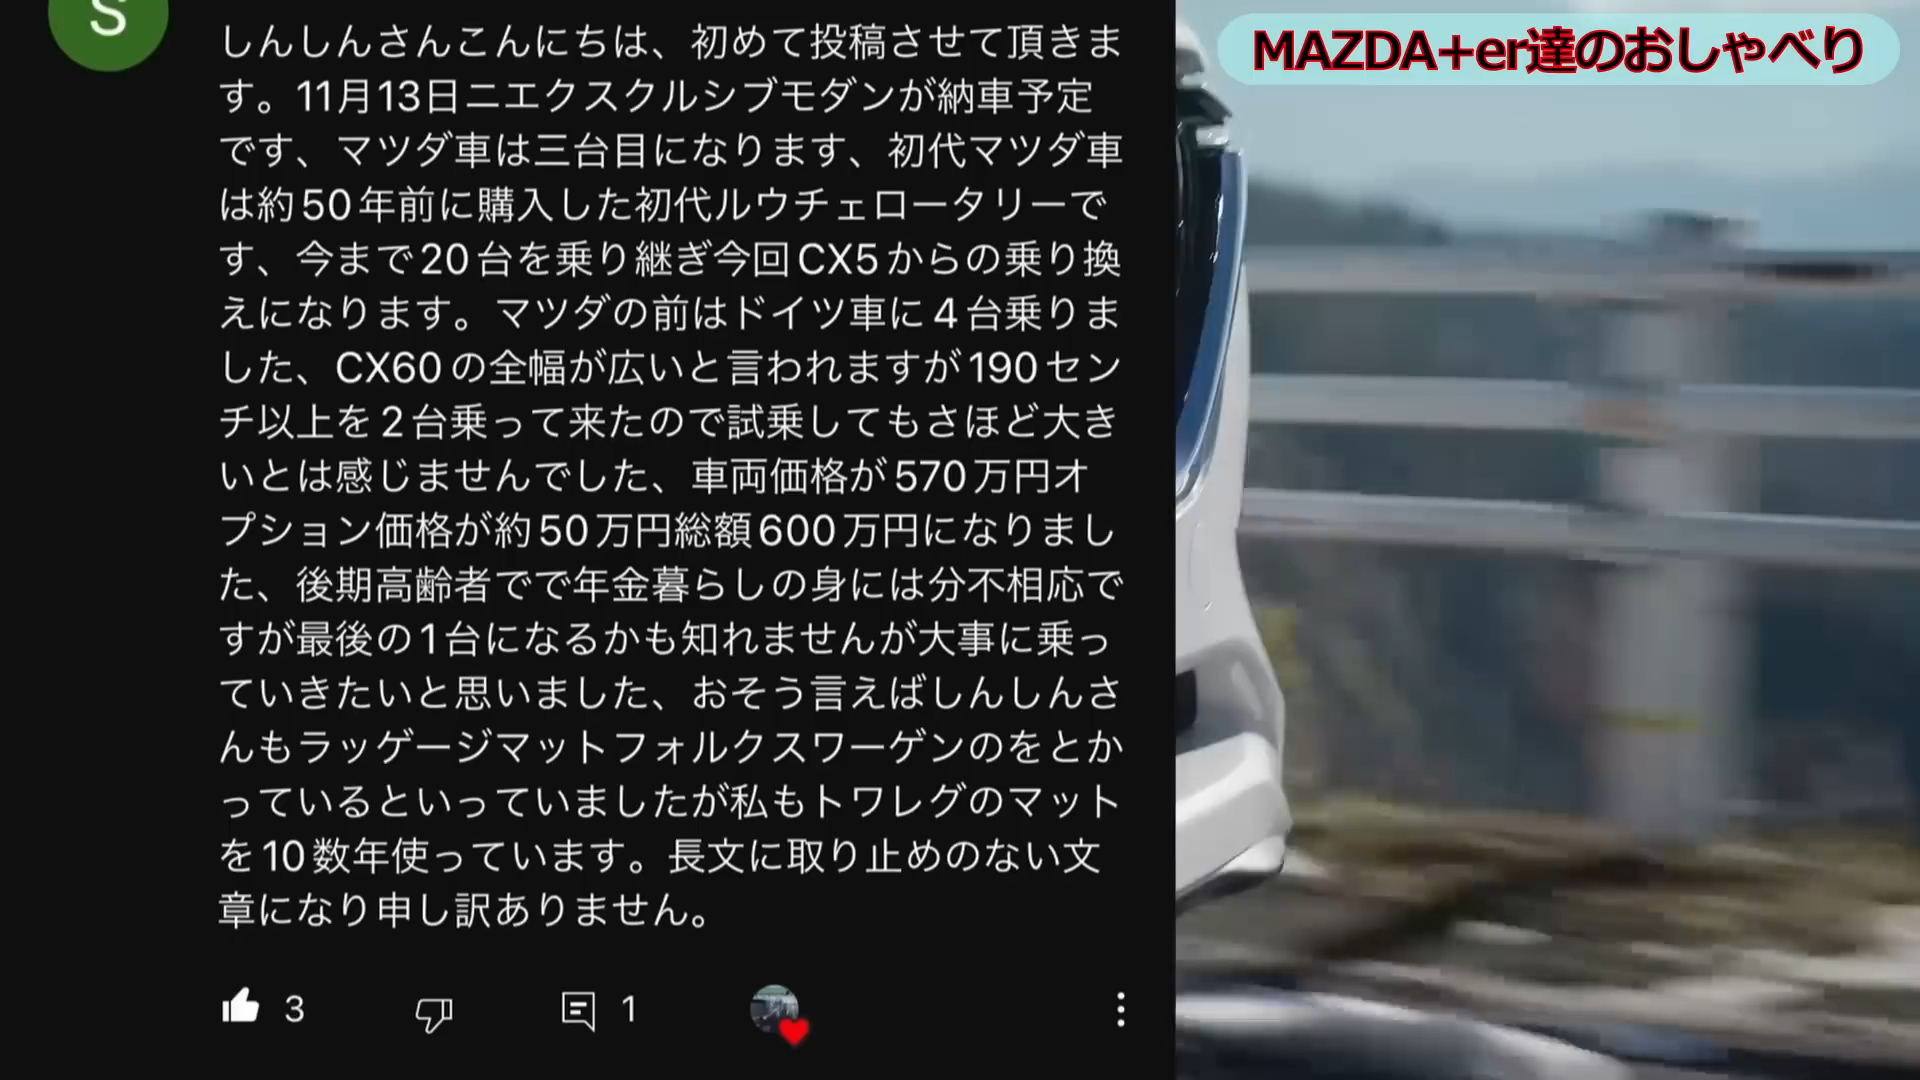 S
MAZDA+er達のおしゃべり
しんしんさんこんにちは、初めて投稿させて頂きま
す。11月13日ニエクスクルシブモダンが納車予定
です、マツダ車は三台目になります、初代マツダ車
は約50年前に購入した初代ルウチェロータリーで
す、今まで20台を乗り継ぎ今回CX5からの乗り換
えになります。マツダの前はドイツ車に4台乗りま
した、CX60の全幅が広いと言われますが190セン
チ以上を2台乗って来たので試乗してもさほど大き
いとは感じませんでした、車両価格が570万円オ
プション価格が約50万円総額600万円になりまし
た、後期高齢者でで年金暮らしの身には分不相応で
すが最後の1台になるかも知れませんが大事に乗っ
ていきたいと思いました、おそう言えばしんしんさ
んもラッゲージマットフォルクスワーゲンのをとか
っているといっていましたが私もトワレグのマット
を10数年使っています。長文に取り止めのない文
章になり申し訳ありません。
3
1